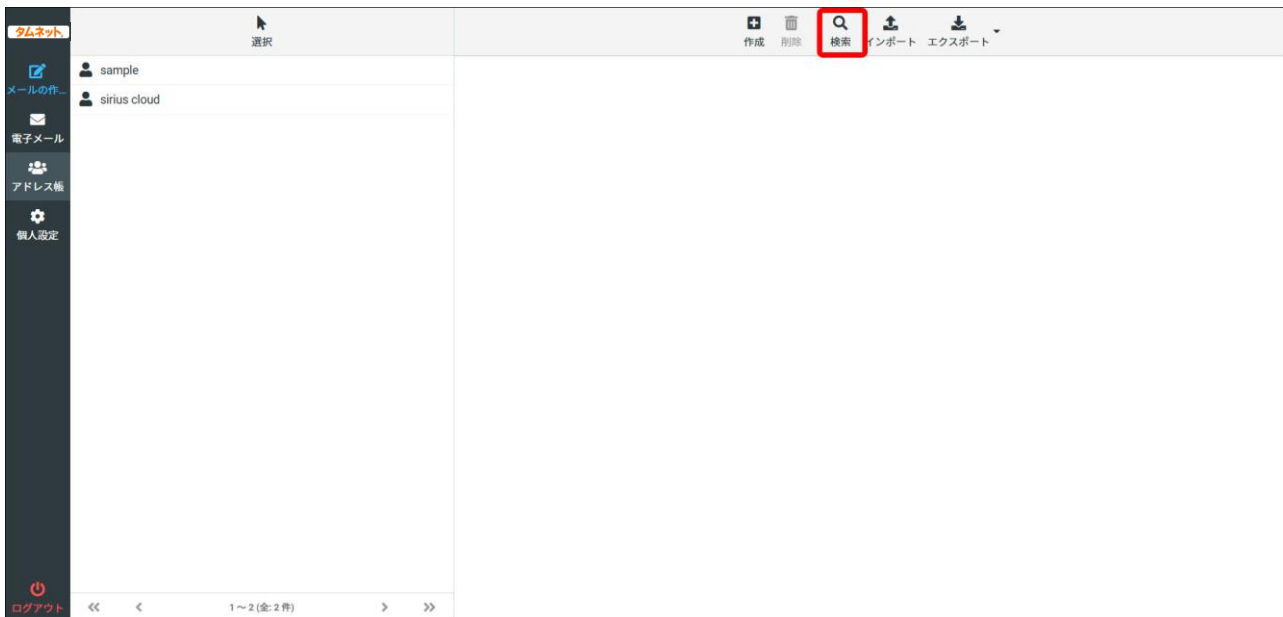 タムネット
メールの作...
電子メール
アドレス帳
個人設定
ログアウト
選択
sample
sirius cloud
1～2(全: 2 件)
作成
削除
検索
インポート
エクスポート